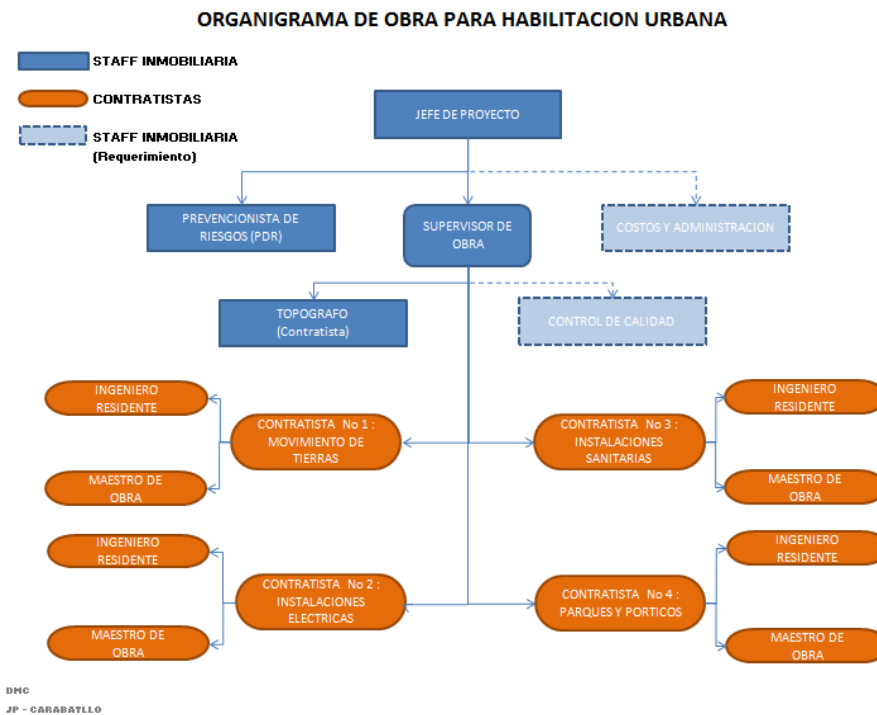 ORGANIGRAMA DE OBRA PARA HABILITACION URBANA
STAFF INMOBILIARIA
CONTRATISTAS
STAFF INMOBILIARIA
(Requerimiento)
JEFE DE PROYECTO
PREVENCIONISTA DE
RIESGOS (PDR)
SUPERVISOR DE
OBRA
COSTOS Y ADMINISTRACION
TOPOGRAFO
(Contratista)
CONTROL DE CALIDAD
INGENIERO
RESIDENTE
CONTRATISTA No 1 :
MOVIMIENTO DE
TIERRAS
MAESTRO DE
OBRA
CONTRATISTA No 3 :
INSTALACIONES
SANITARIAS
INGENIERO
RESIDENTE
MAESTRO DE
OBRA
INGENIERO
RESIDENTE
CONTRATISTA No 2 :
INSTALACIONES
ELECTRICAS
MAESTRO DE
OBRA
CONTRATISTA No 4 :
PARQUES Y PORTICOS
INGENIERO
RESIDENTE
MAESTRO DE
OBRA
DMC
JP - CARABATLLO